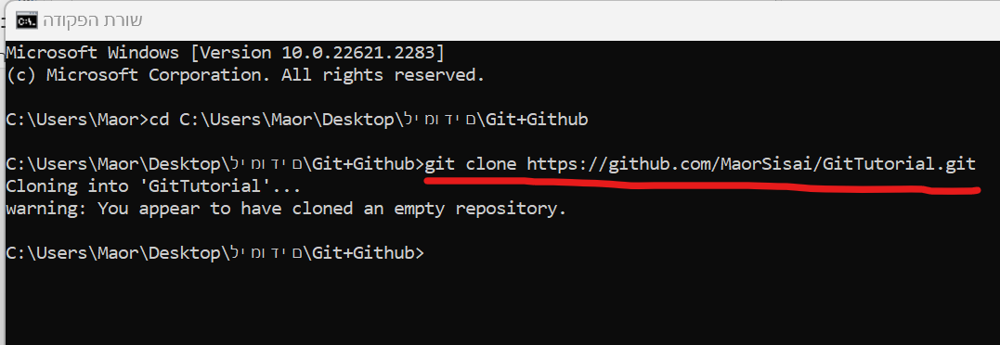 שורת הפקודה
Microsoft Windows [Version 10.0.22621.2283]
(c) Microsoft Corporation. All rights reserved.
C:\Users\Maor>cd C:\Users\Maor\Desktop\לימודים\Git+Github
C:\Users\Maor\Desktop\לימודים\Git+Github>git clone https://github.com/MaorSisai/GitTutorial.git
Cloning into 'GitTutorial'...
warning: You appear to have cloned an empty repository.
C:\Users\Maor\Desktop\לימודים\Git+Github>